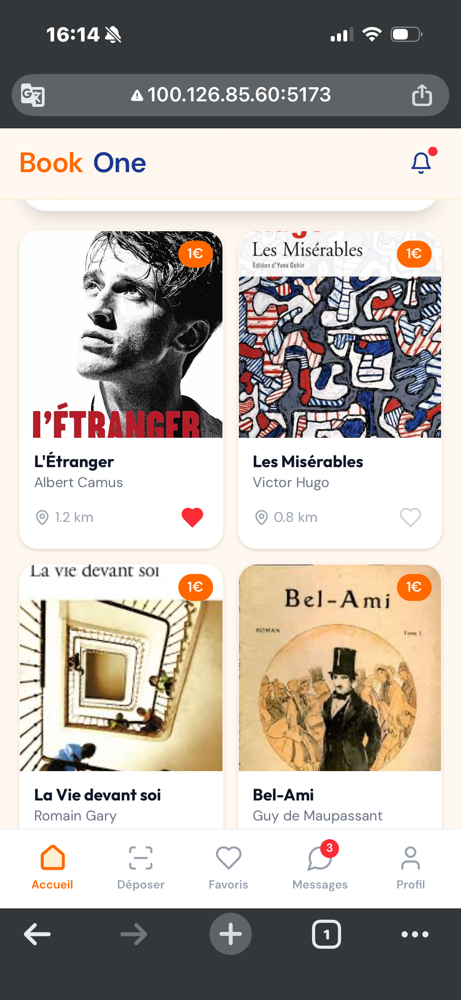 16:14
100.126.85.60:5173
Book One
1€
L'ÉTRANGER
L'Étranger
Albert Camus
1.2 km
Les Misérables
Édition d'Yves Gohin
1€
Les Misérables
Victor Hugo
0.8 km
La vie devant soi
1€
La Vie devant soi
Romain Gary
Bel-Ami
1€
ROMAN
Tome 1
Bel-Ami
Guy de Maupassant
Accueil
Déposer
Favoris
3
Messages
Profil
1